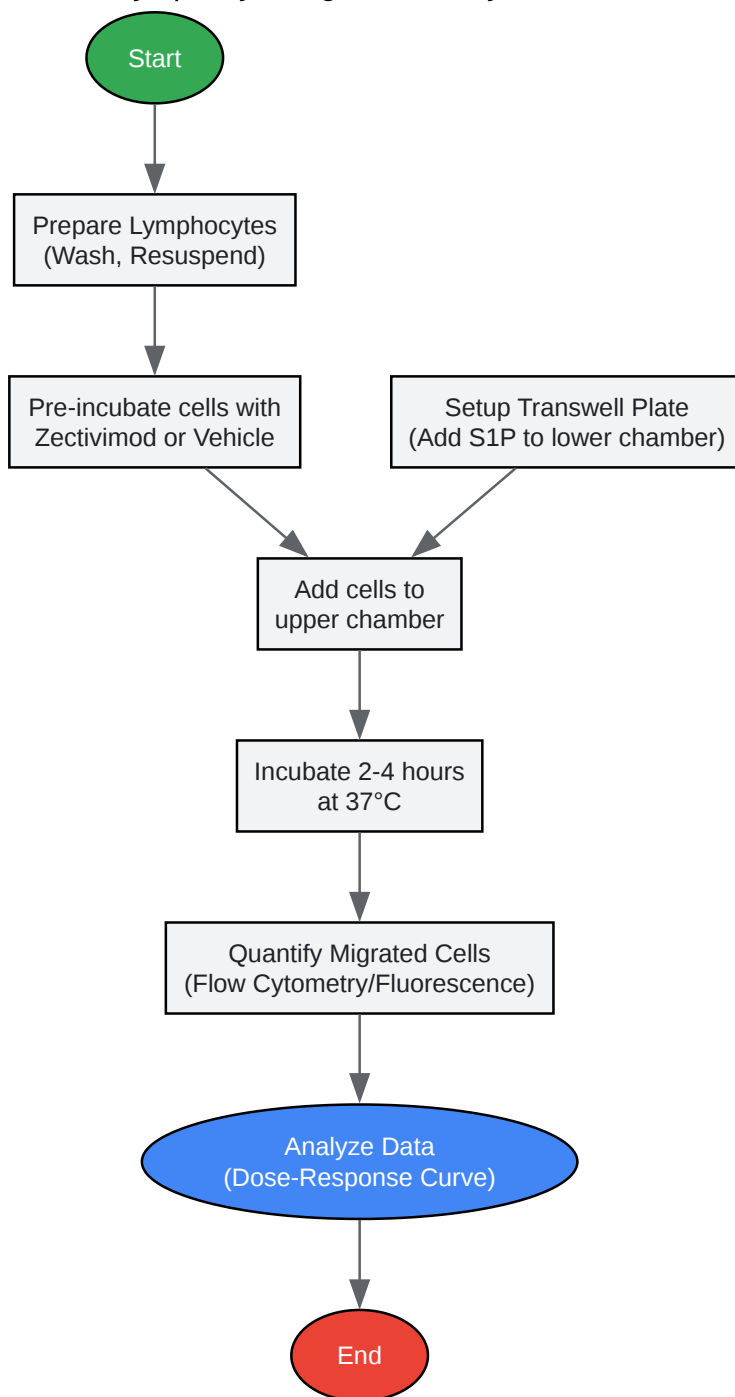 Start
Prepare Lymphocytes
(Wash, Resuspend)
Pre-incubate cells with
Zectivimod or Vehicle
Setup Transwell Plate
(Add S1P to lower chamber)
Add cells to
upper chamber
Incubate 2-4 hours
at 37°C
Quantify Migrated Cells
(Flow Cytometry/Fluorescence)
Analyze Data
(Dose-Response Curve)
End